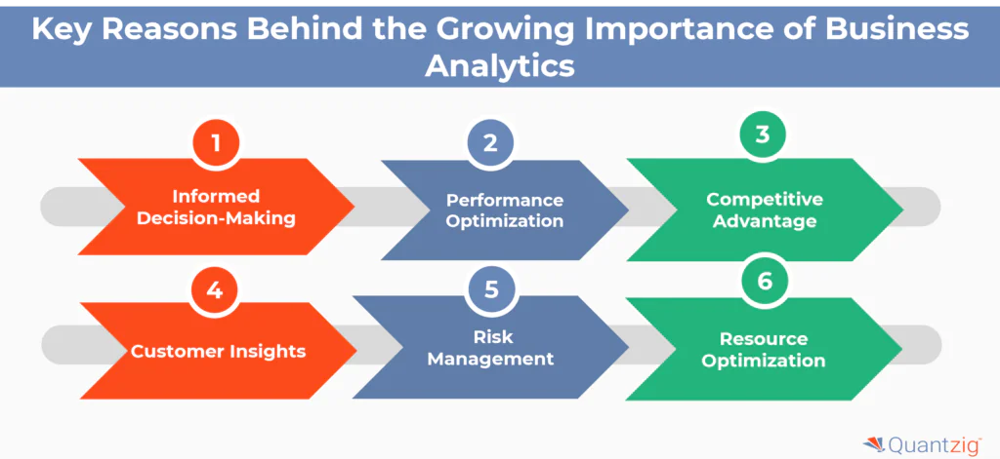 Key Reasons Behind the Growing Importance of Business
Analytics
1
Informed
Decision-Making
2
Performance
Optimization
3
Competitive
Advantage
4
Customer Insights
5
Risk
Management
6
Resource
Optimization
Quantzig